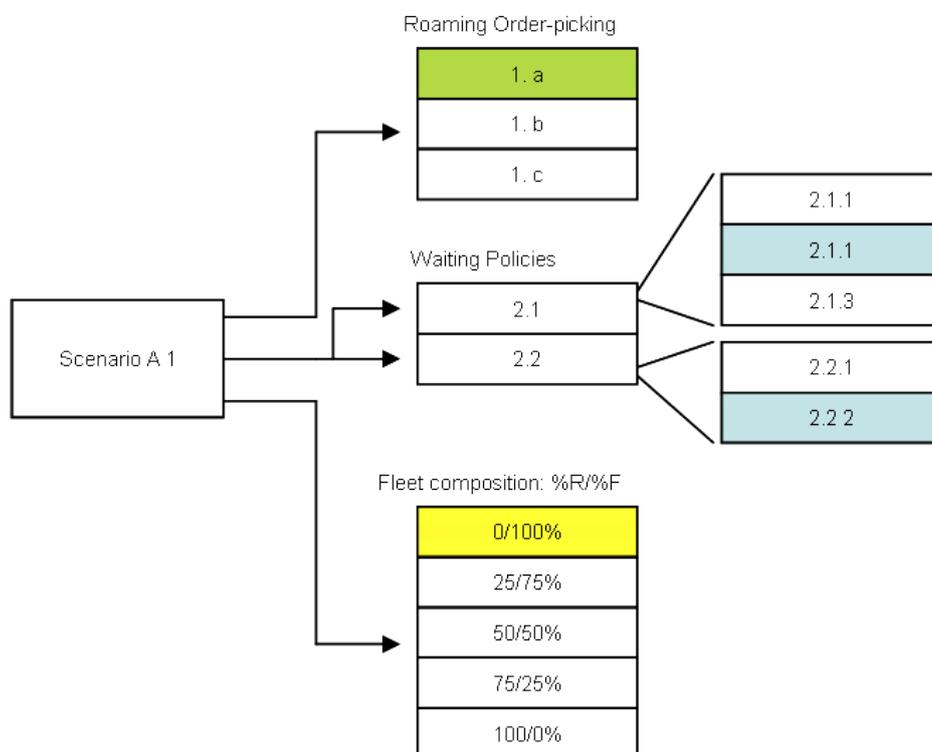 Roaming Order-picking
1. a
1. b
1. c
Waiting Policies
2.1
2.2
2.1.1
2.1.1
2.1.3
2.2.1
2.2 2
Scenario A 1
Fleet composition: %R/%F
0/100%
25/75%
50/50%
75/25%
100/0%